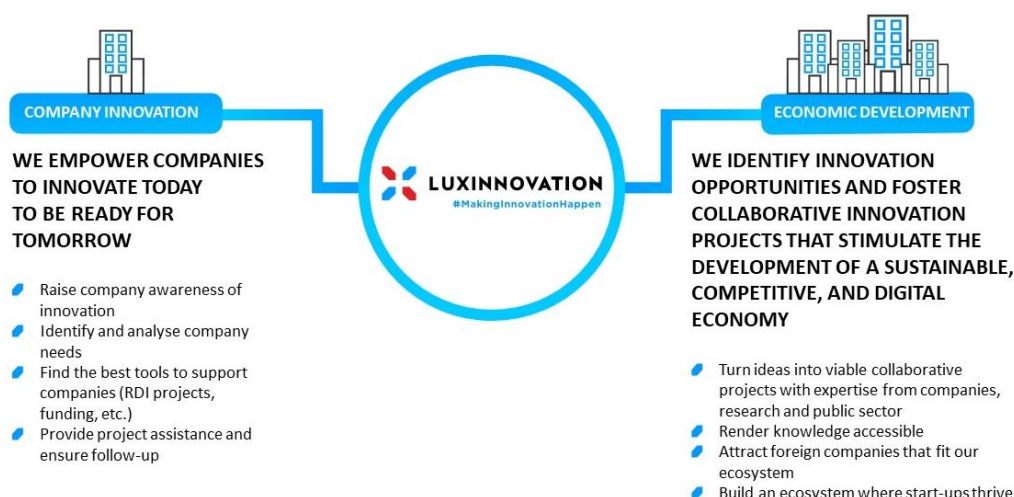 COMPANY INNOVATION
WE EMPOWER COMPANIES
TO INNOVATE TODAY
TO BE READY FOR
TOMORROW
Raise company awareness of
innovation
Identify and analyse company
needs
Find the best tools to support
companies (RDI projects,
funding, etc.)
Provide project assistance and
ensure follow-up
LUXINNOVATION
#MakingInnovationHappen
ECONOMIC DEVELOPMENT
WE IDENTIFY INNOVATION
OPPORTUNITIES AND FOSTER
COLLABORATIVE INNOVATION
PROJECTS THAT STIMULATE THE
DEVELOPMENT OF A SUSTAINABLE,
COMPETITIVE, AND DIGITAL
ECONOMY
Turn ideas into viable collaborative
projects with expertise from companies,
research and public sector
Render knowledge accessible
Attract foreign companies that fit our
ecosystem
Build an ecosystem where start-ups thrive